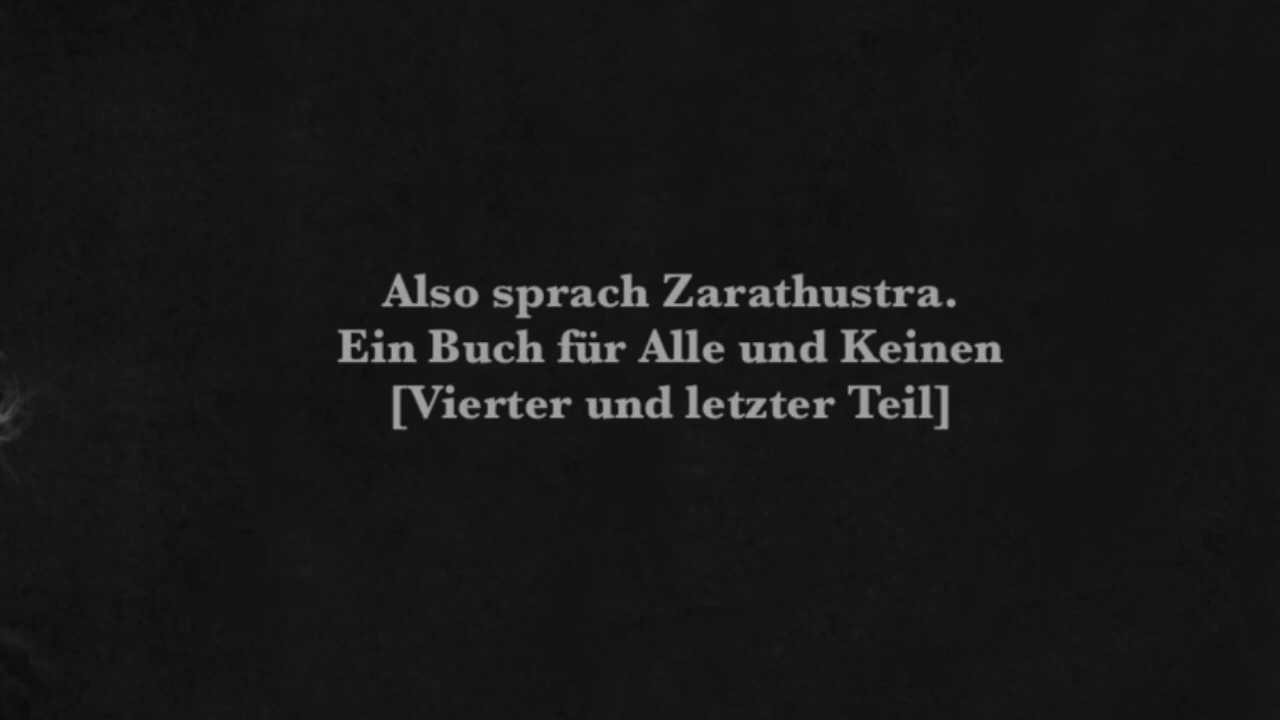 Also sprach Zarathustra.
Ein Buch für Alle und Keinen
[Vierter und letzter Teil]